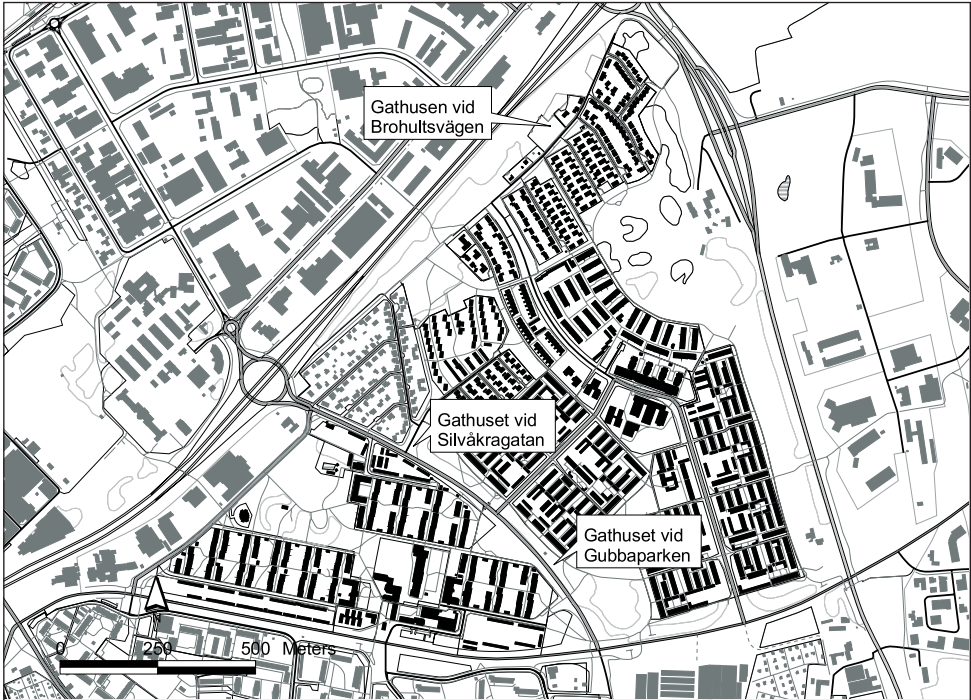 Gathusen vid
Brohultsvägen
Gathuset vid
Silvåkragatan
Gathuset vid
Gubbaparken
0 250 500 Meters